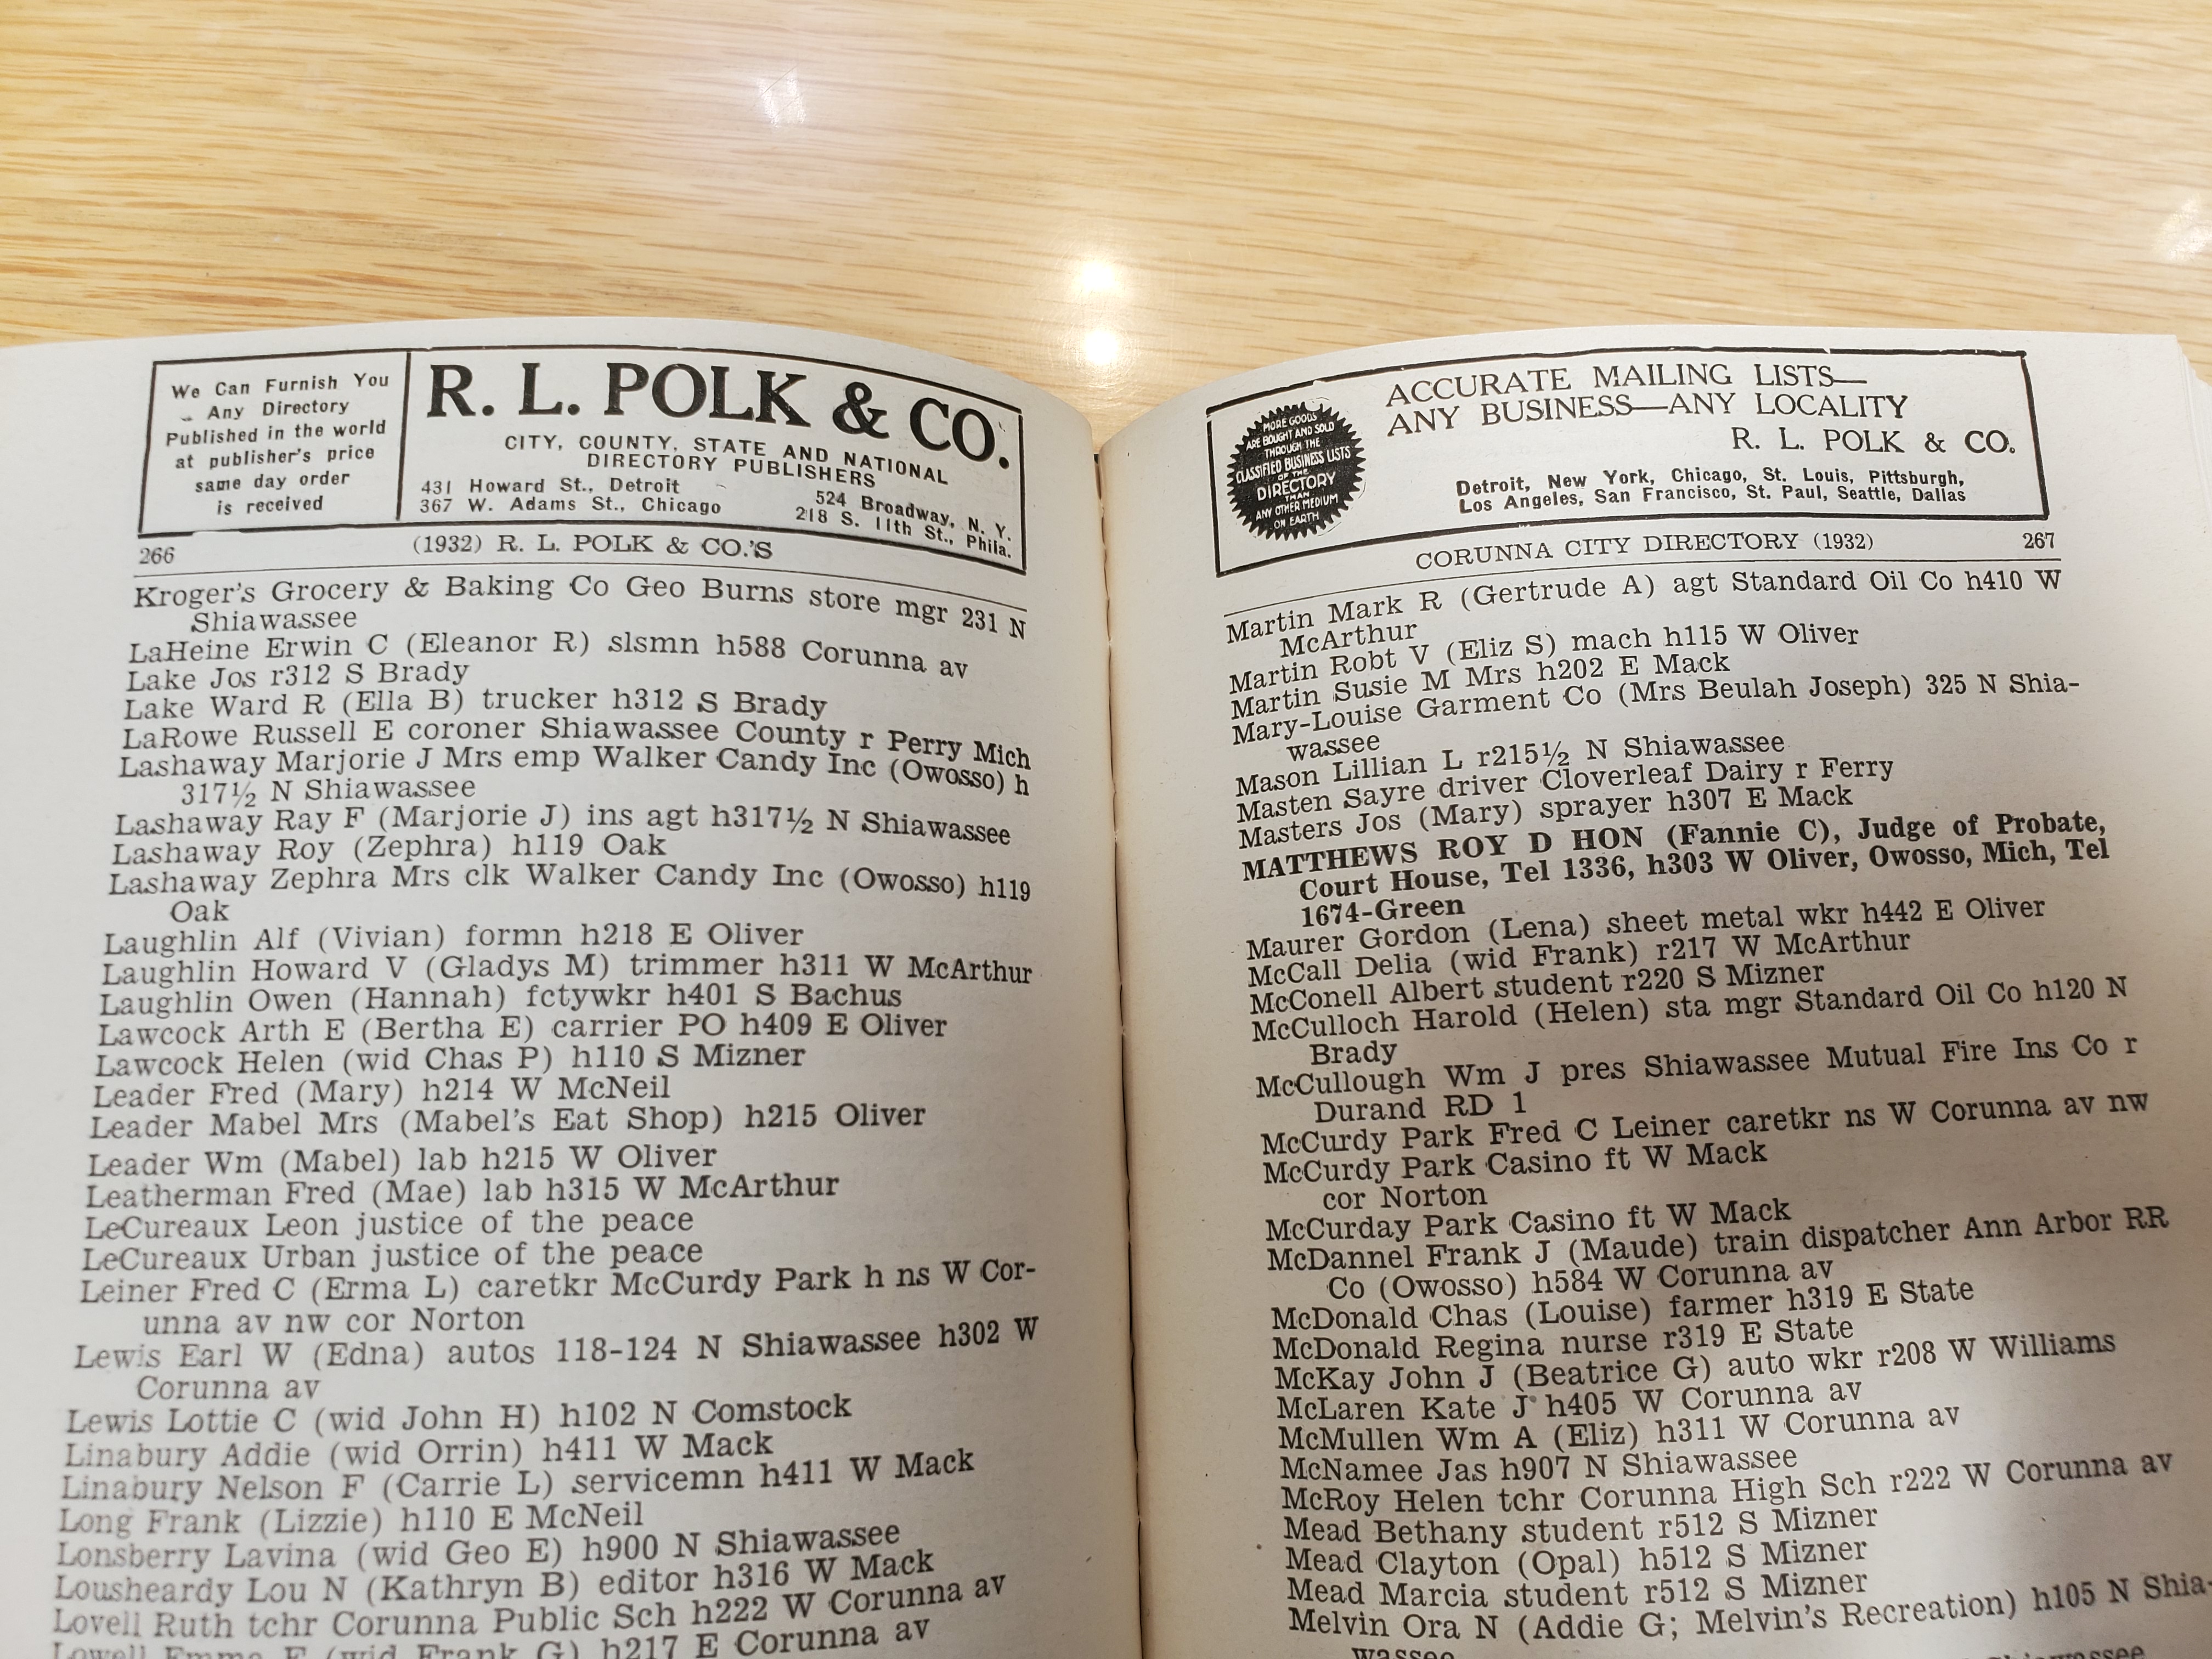 We Can Furnish You
Any Directory
Published in the world
at publisher's price
same day order
is received
R. L. POLK & CO.
CITY, COUNTY, STATE AND NATIONAL
DIRECTORY PUBLISHERS
431 Howard St., Detroit
367 W. Adams St., Chicago
524 Broadway, N. Y.
218 S. 11th St., Phila.
266
(1932) R. L. POLK & CO.'S
Kroger's Grocery & Baking Co Geo Burns store mgr 231 N
Shiawassee
LaHeine Erwin C (Eleanor R) slsmn h588 Corunna av
Lake Jos r312 S Brady
Lake Ward R (Ella B) trucker h312 S Brady
LaRowe Russell E coroner Shiawassee County r Perry Mich
Lashaway Marjorie J Mrs emp Walker Candy Inc (Owosso) h
317½ N Shiawassee
Lashaway Ray F (Marjorie J) ins agt h317½ N Shiawassee
Lashaway Roy (Zephra) h119 Oak
Lashaway Zephra Mrs clk Walker Candy Inc (Owosso) h119
Oak
Laughlin Alf (Vivian) formn h218 E Oliver
Laughlin Howard V (Gladys M) trimmer h311 W McArthur
Laughlin Owen (Hannah) fctywkr h401 S Bachus
Lawcock Arth E (Bertha E) carrier PO h409 E Oliver
Lawcock Helen (wid Chas P) h110 S Mizner
Leader Fred (Mary) h214 W McNeil
Leader Mabel Mrs (Mabel's Eat Shop) h215 Oliver
Leader Wm (Mabel) lab h215 W Oliver
Leatherman Fred (Mae) lab h315 W McArthur
LeCureaux Leon justice of the peace
LeCureaux Urban justice of the peace
Leiner Fred C (Erma L) caretkr McCurdy Park h ns W Cor-
unna av nw cor Norton
Lewis Earl W (Edna) autos 118-124 N Shiawassee h302 W
Corunna av
Lewis Lottie C (wid John H) h102 N Comstock
Linabury Addie (wid Orrin) h411 W Mack
Linabury Nelson F (Carrie L) servicemn h411 W Mack
Long Frank (Lizzie) h110 E McNeil
Lonsberry Lavina (wid Geo E) h900 N Shiawassee
Lousheardy Lou N (Kathryn B) editor h316 W Mack
Lovell Ruth tchr Corunna Public Sch h222 W Corunna av
Lowell Emma E (wid Frank G) h217 E Corunna av
MORE GOODS
ARE BOUGHT AND SOLD
THROUGH THE
CLASSIFIED BUSINESS LISTS
OF THE
DIRECTORY
THAN
ANY OTHER MEDIUM
ON EARTH
ACCURATE MAILING LISTS—
ANY BUSINESS—ANY LOCALITY
R. L. POLK & CO.
Detroit, New York, Chicago, St. Louis, Pittsburgh,
Los Angeles, San Francisco, St. Paul, Seattle, Dallas
CORUNNA CITY DIRECTORY (1932)
267
Martin Mark R (Gertrude A) agt Standard Oil Co h410 W
McArthur
Martin Robt V (Eliz S) mach h115 W Oliver
Martin Susie M Mrs h202 E Mack
Mary-Louise Garment Co (Mrs Beulah Joseph) 325 N Shia-
wassee
Mason Lillian L r215½ N Shiawassee
Masten Sayre driver Cloverleaf Dairy r Ferry
Masters Jos (Mary) sprayer h307 E Mack
MATTHEWS ROY D HON (Fannie C), Judge of Probate,
Court House, Tel 1336, h303 W Oliver, Owosso, Mich, Tel
1674-Green
Maurer Gordon (Lena) sheet metal wkr h442 E Oliver
McCall Delia (wid Frank) r217 W McArthur
McConell Albert student r220 S Mizner
McCulloch Harold (Helen) sta mgr Standard Oil Co h120 N
Brady
McCullough Wm J pres Shiawassee Mutual Fire Ins Co r
Durand RD 1
McCurdy Park Fred C Leiner caretkr ns W Corunna av nw
McCurdy Park Casino ft W Mack
cor Norton
McCurday Park Casino ft W Mack
McDannel Frank J (Maude) train dispatcher Ann Arbor RR
Co (Owosso) h584 W Corunna av
McDonald Chas (Louise) farmer h319 E State
McDonald Regina nurse r319 E State
McKay John J (Beatrice G) auto wkr r208 W Williams
McLaren Kate J h405 W Corunna av
McMullen Wm A (Eliz) h311 W Corunna av
McNamee Jas h907 N Shiawassee
McRoy Helen tchr Corunna High Sch r222 W Corunna av
Mead Bethany student r512 S Mizner
Mead Clayton (Opal) h512 S Mizner
Mead Marcia student r512 S Mizner
Melvin Ora N (Addie G; Melvin's Recreation) h105 N Shia-
wassee
Shiawassee